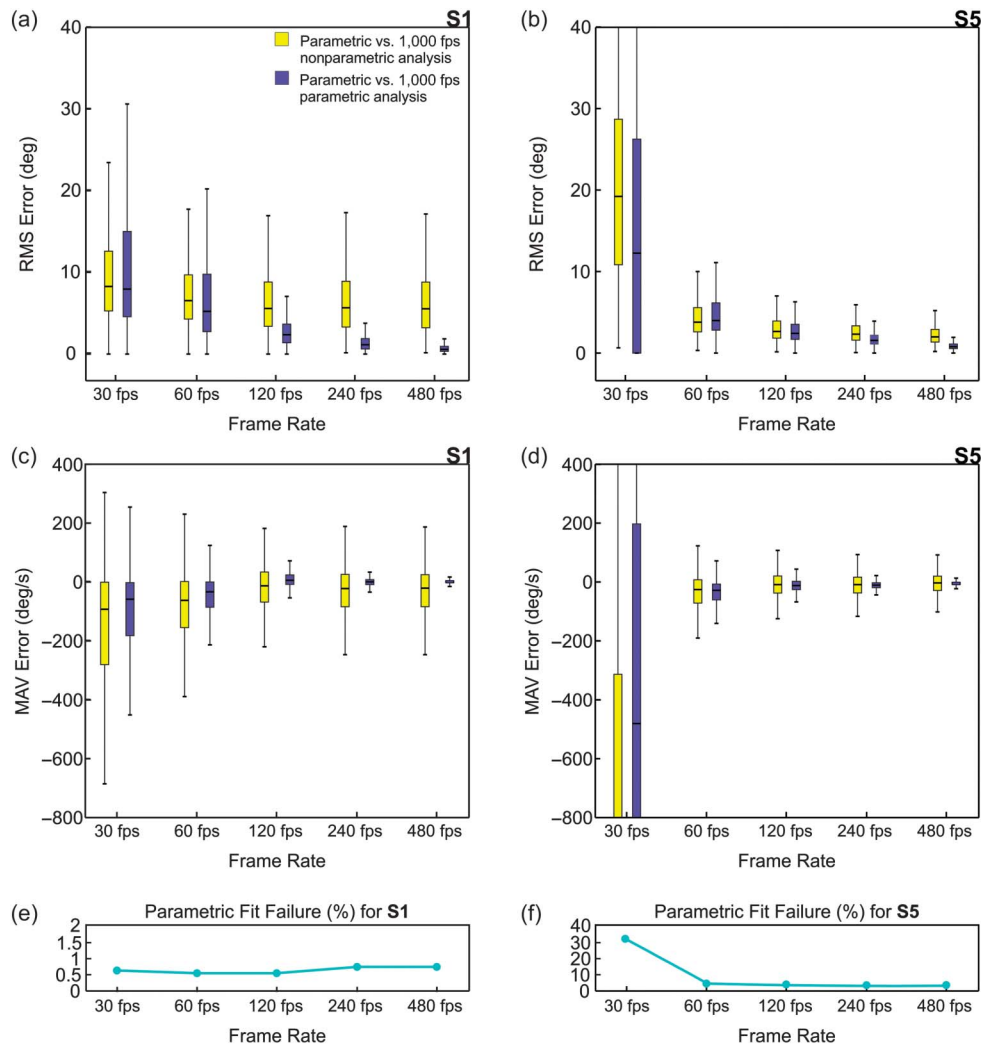 (a)
S1
40
30
20
10
0
RMS Error (deg)
Parametric vs. 1,000 fps
nonparametric analysis
Parametric vs. 1,000 fps
parametric analysis
30 fps 60 fps 120 fps 240 fps 480 fps
Frame Rate
(b)
S5
40
30
20
10
0
RMS Error (deg)
30 fps 60 fps 120 fps 240 fps 480 fps
Frame Rate
(c)
S1
400
200
0
–200
–400
–600
–800
MAV Error (deg/s)
30 fps 60 fps 120 fps 240 fps 480 fps
Frame Rate
(d)
S5
400
200
0
–200
–400
–600
–800
MAV Error (deg/s)
30 fps 60 fps 120 fps 240 fps 480 fps
Frame Rate
(e)
Parametric Fit Failure (%) for S1
2
1.5
1
0.5
0
30 fps 60 fps 120 fps 240 fps 480 fps
Frame Rate
(f)
Parametric Fit Failure (%) for S5
40
30
20
10
0
30 fps 60 fps 120 fps 240 fps 480 fps
Frame Rate